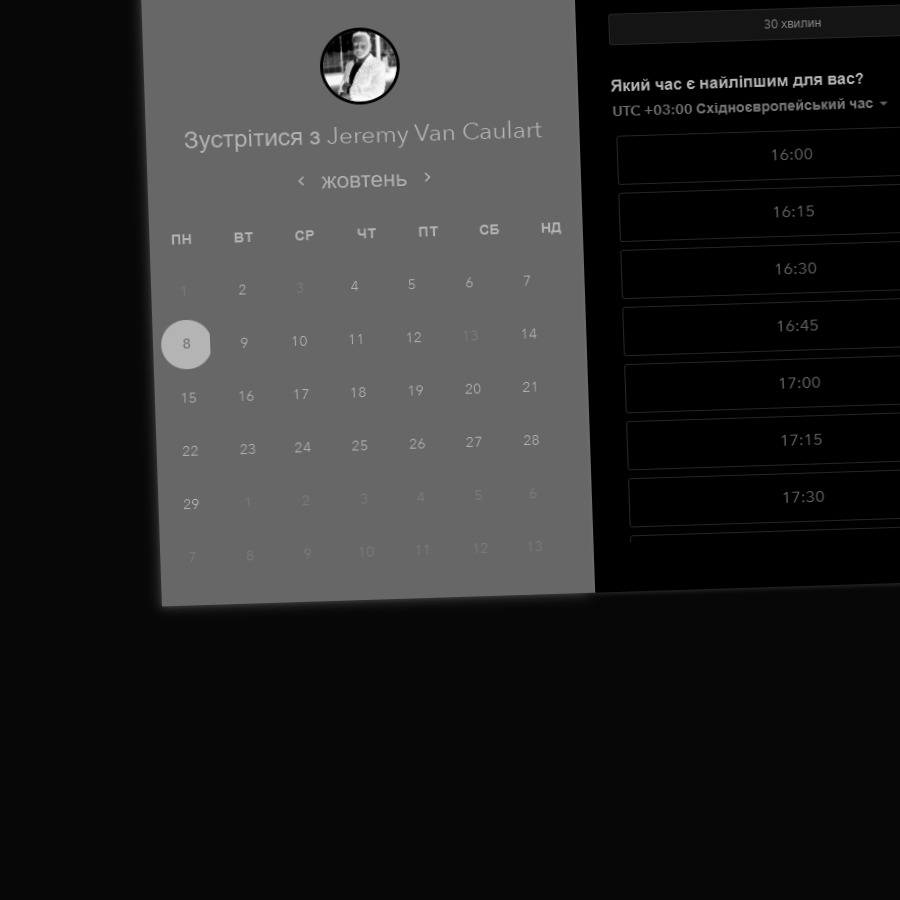 Зустрітися з Jeremy Van Caulart
жовтень
ПН ВТ СР ЧТ ПТ СБ НД
1 2 3 4 5 6 7
8 9 10 11 12 13 14
15 16 17 18 19 20 21
22 23 24 25 26 27 28
29 1 2 3 4 5 6
7 8 9 10 11 12 13
30 хвилин
Який час є найліпшим для вас?
UTC +03:00 Східноєвропейський час
16:00
16:15
16:30
16:45
17:00
17:15
17:30